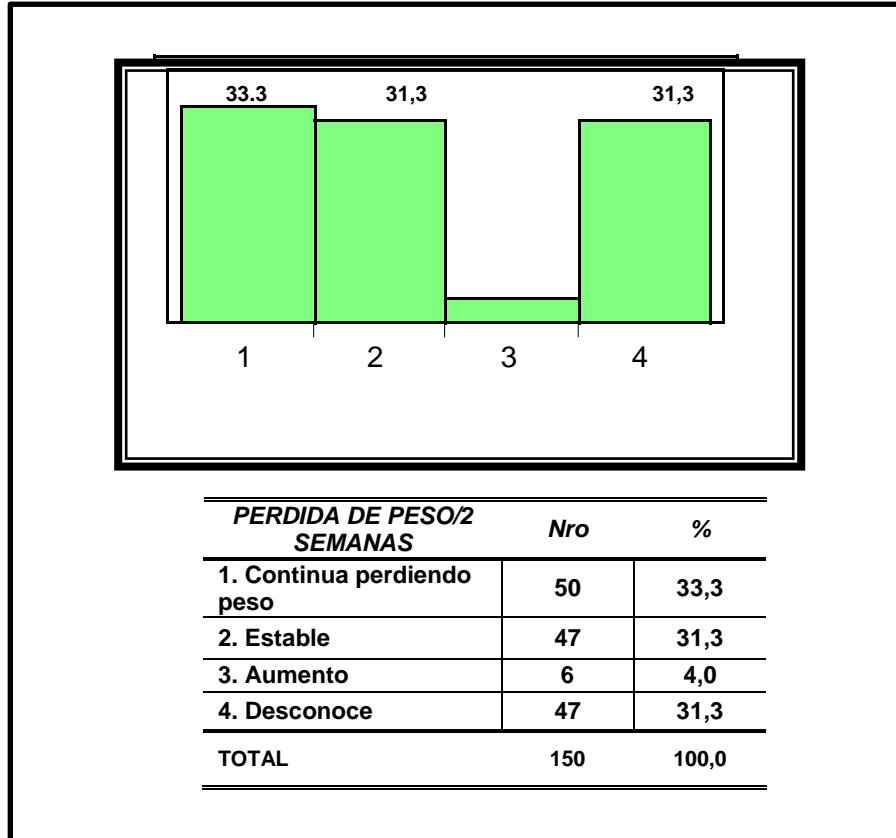 33.3 31,3 31,3
1 2 3 4
PERDIDA DE PESO/2
SEMANAS
Nro %
1. Continua perdiendo
peso
50 33,3
2. Estable 47 31,3
3. Aumento 6 4,0
4. Desconoce 47 31,3
TOTAL 150 100,0